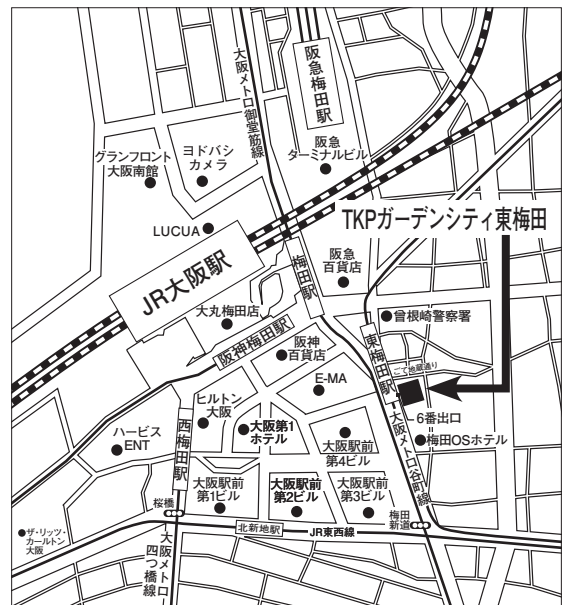 阪急梅田駅
大阪メトロ御堂筋線
グランフロント
大阪南館
ヨドバシ
カメラ
阪急
ターミナルビル
LUCUA
TKPガーデンシティ東梅田
JR大阪駅
梅田駅
阪急
百貨店
大丸梅田店
阪神梅田駅
阪神
百貨店
曾根崎警察署
東梅田駅
ごて地蔵通り
E-MA
ヒルトン
大阪
6番出口
大阪第1
ホテル
梅田OSホテル
ハービス
ENT
西梅田駅
大阪駅前
第4ビル
大阪メトロ谷町線
大阪駅前
第1ビル
大阪駅前
第2ビル
大阪駅前
第3ビル
桜橋
梅田
新道
北新地駅
JR東西線
ザ・リッツ・
カールトン
大阪
大阪メトロ
四つ橋線